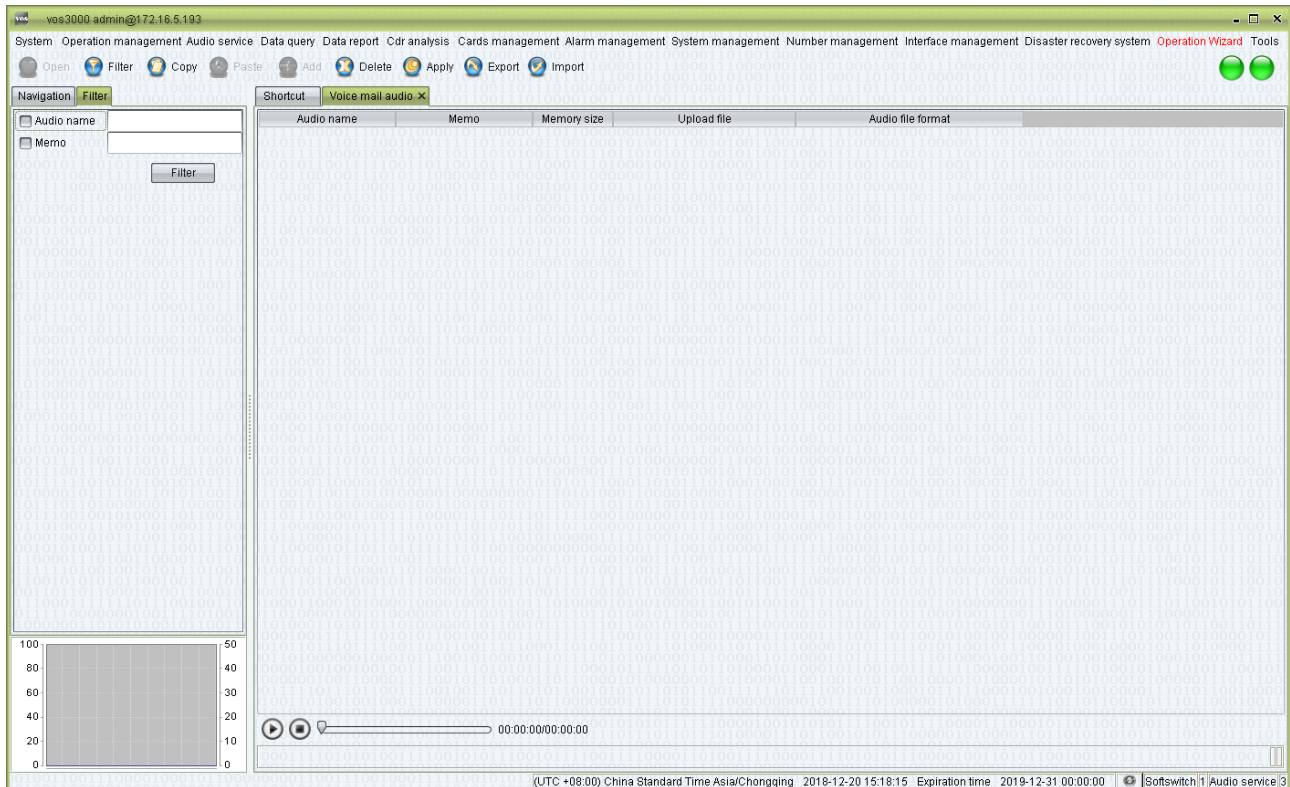 vos3000 admin@172.16.5.193
System Operation management Audio service Data query Data report Cdr analysis Cards management Alarm management System management Number management Interface management Disaster recovery system Operation Wizard Tools
Open Filter Copy Paste Add Delete Apply Export Import
Navigation Filter Shortcut Voice mail audio
Audio name Memo Memory size Upload file Audio file format
Audio name
Memo
Filter
100 50
80 40
60 30
40 20
20 10
0 0
00:00:00/00:00:00
(UTC +08:00) China Standard Time Asia/Chongqing 2018-12-20 15:18:15 Expiration time 2019-12-31 00:00:00 Softswitch 1 Audio service 3